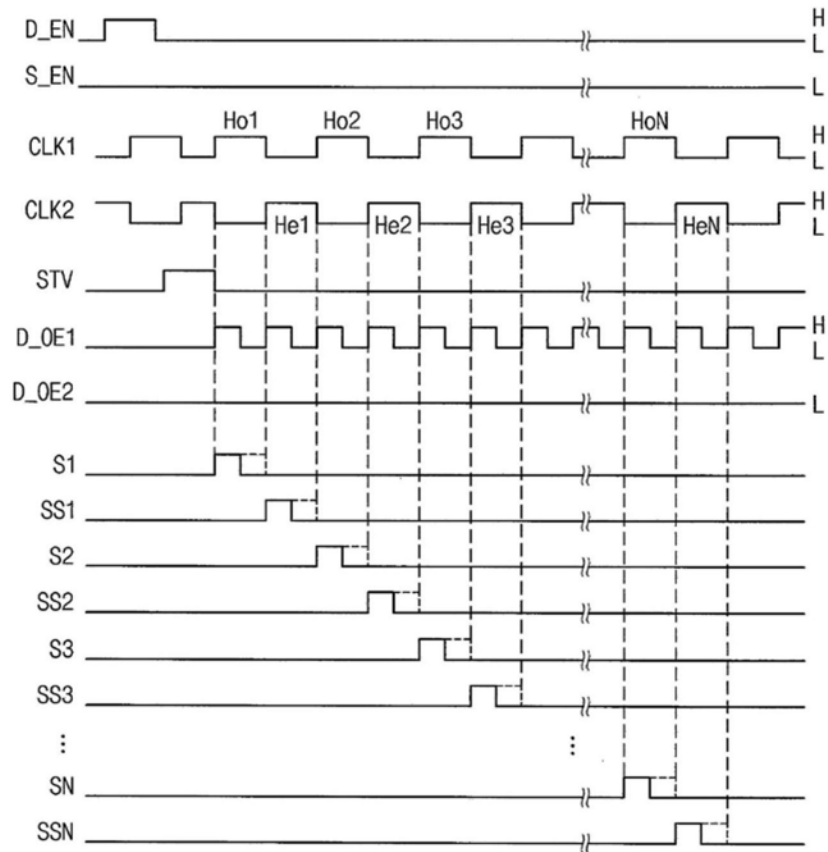 D_EN H
L
S_EN L
Ho1 Ho2 Ho3 HoN
CLK1 H
L
CLK2 H
L
He1 He2 He3 HeN
STV
D_OE1 H
L
D_OE2 L
S1
SS1
S2
SS2
S3
SS3
⋮ ⋮
SN
SSN